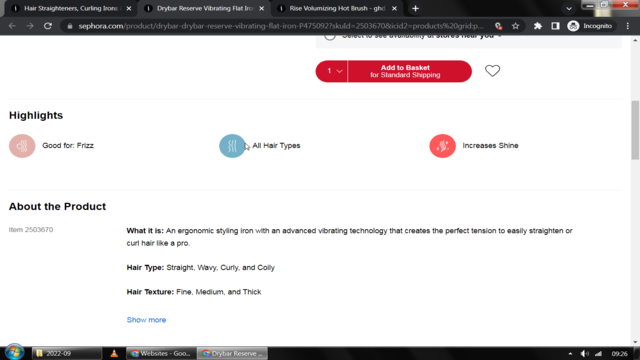 Hair Straighteners, Curling Irons
Drybar Reserve Vibrating Flat Iron
Rise Volumizing Hot Brush - ghd
sephora.com/product/drybar-drybar-reserve-vibrating-flat-iron-P475092?skuId=2503670&icid2=products%20grid:p...
Incognito
Select to see availability at stores near you
1
Add to Basket
for Standard Shipping
Highlights
Good for: Frizz
All Hair Types
Increases Shine
About the Product
Item 2503670
What it is: An ergonomic styling iron with an advanced vibrating technology that creates the perfect tension to easily straighten or
curl hair like a pro.
Hair Type: Straight, Wavy, Curly, and Coily
Hair Texture: Fine, Medium, and Thick
Show more
2022-09
Websites - Goo...
Drybar Reserve ...
09:26